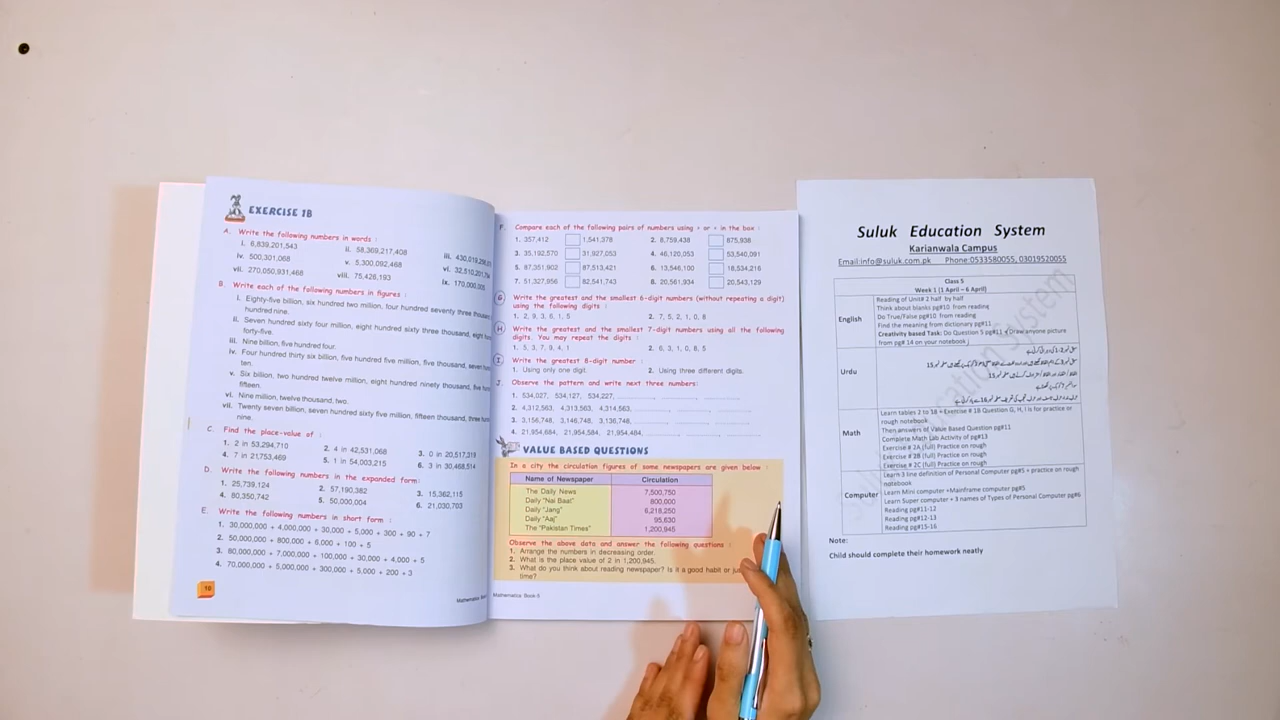 EXERCISE 1B
A. Write the following numbers in words :
i. 6,839,201,543 ii. 58,369,217,408 iii. 430,019,
iv. 500,301,068 v. 5,300,092,468 vi. 32,510,201,
vii. 270,050,931,468 viii. 75,426,193 ix. 170,000,
B. Write each of the following numbers in figures :
i. Eighty-five billion, six hundred two million, four hundred seventy three
hundred nine.
ii. Seven hundred sixty four million, eight hundred sixty three thousand, eight
forty-five.
iii. Nine billion, five hundred four.
iv. Four hundred thirty six billion, five hundred five million, five thousand, seven
ten.
v. Six billion, two hundred twelve million, eight hundred ninety thousand, five
fifteen.
vi. Nine million, twelve thousand, two.
vii. Twenty seven billion, seven hundred sixty five million, fifteen thousand, three
nine.
C. Find the place-value of :
1. 2 in 53,294,710 2. 4 in 42,531,068 3. 0 in 20,517,319
4. 7 in 21,753,469 5. 1 in 54,003,215 6. 3 in 30,468,514
D. Write the following numbers in the expanded form :
1. 25,739,124 2. 57,190,382 3. 15,362,115
4. 80,350,742 5. 50,000,004 6. 21,030,703
E. Write the following numbers in short form :
1. 30,000,000 + 4,000,000 + 30,000 + 5,000 + 300 + 90 + 7
2. 50,000,000 + 800,000 + 6,000 + 100 + 5
3. 80,000,000 + 7,000,000 + 100,000 + 30,000 + 4,000 + 5
4. 70,000,000 + 5,000,000 + 300,000 + 5,000 + 200 + 3
10
Mathematics Book-5
F. Compare each of the following pairs of numbers using > or < in the box :
1. 357,412 1,541,378 2. 8,759,438 875,938
3. 35,192,570 31,927,053 4. 46,120,053 53,540,091
5. 87,351,902 87,513,421 6. 13,546,100 18,534,216
7. 51,327,956 82,541,743 8. 20,561,934 20,543,129
G Write the greatest and the smallest 6-digit numbers (without repeating a digit)
using the following digits :
1. 2, 9, 3, 6, 1, 5 2. 7, 5, 2, 1, 0, 8
H Write the greatest and the smallest 7-digit numbers using all the following
digits. You may repeat the digits :
1. 5, 3, 7, 9, 4, 1 2. 6, 3, 1, 0, 8, 5
I. Write the greatest 8-digit number :
1. Using only one digit. 2. Using three different digits.
J. Observe the pattern and write next three numbers:
1. 534,027, 534,127, 534,227,
2. 4,312,563, 4,313,563, 4,314,563,
3. 3,156,748, 3,146,748, 3,136,748,
4. 21,954,684, 21,954,584, 21,954,484,
VALUE BASED QUESTIONS
In a city the circulation figures of some newspapers are given below :
Name of Newspaper Circulation
The Daily News 7,500,750
Daily "Nai Baat" 800,000
Daily "Jang" 6,218,250
Daily "Aaj" 95,630
The "Pakistan Times" 1,200,945
Observe the above data and answer the following questions :
1. Arrange the numbers in decreasing order.
2. What is the place value of 2 in 1,200,945.
3. What do you think about reading newspaper? Is it a good habit or
time?
Mathematics Book-5
Suluk Education System
Karianwala Campus
Email:info@suluk.com.pk Phone:0533580055, 03019520055
Class 5
Week 1 (1 April – 6 April)
English
Reading of Unit# 2 half by half
Think about blanks pg#10 from reading
Do True/False pg#10 from reading
Find the meaning from dictionary pg#11
Creativity based Task: Do Question 5 pg#11 + Draw anyone picture
from pg# 14 on your notebook
Urdu
Math
Learn tables 2 to 18 + Exercise # 1B Question G, H, I is for practice or
rough notebook
Then answers of Value Based Question pg#11
Complete Math Lab Activity of pg#13
Exercise # 2A (full) Practice on rough
Exercise # 2B (full) Practice on rough
Exercise # 2C (full) Practice on rough
Computer
Learn 3 line definition of Personal Computer pg#5 + practice on rough
notebook
Learn Mini computer +Mainframe computer pg#5
Learn Super computer + 3 names of Types of Personal Computer pg#6
Reading pg#11-12
Reading pg#12-13
Reading pg#15-16
Note:
Child should complete their homework neatly